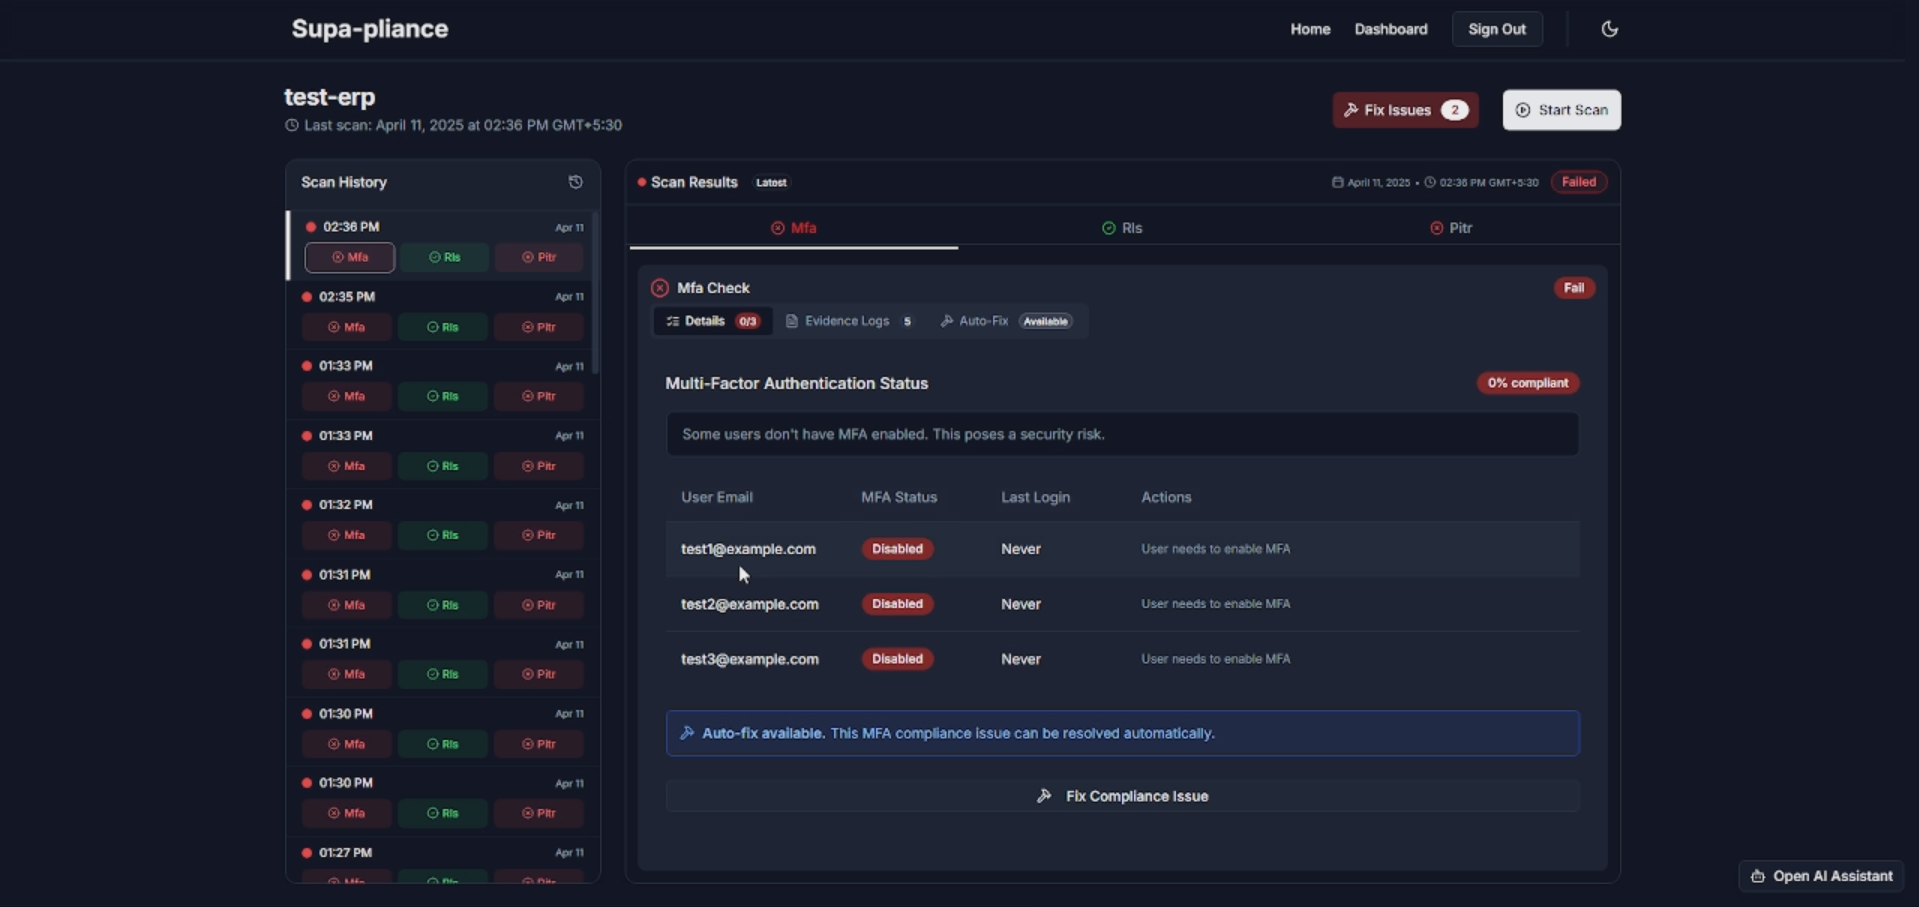 Supa-pliance
Home Dashboard Sign Out
test-erp
Last scan: April 11, 2025 at 02:36 PM GMT+5:30
Fix Issues 2
Start Scan
Scan History
02:36 PM Apr 11
Mfa Rls Pitr
02:35 PM Apr 11
Mfa Rls Pitr
01:33 PM Apr 11
Mfa Rls Pitr
01:33 PM Apr 11
Mfa Rls Pitr
01:32 PM Apr 11
Mfa Rls Pitr
01:31 PM Apr 11
Mfa Rls Pitr
01:31 PM Apr 11
Mfa Rls Pitr
01:30 PM Apr 11
Mfa Rls Pitr
01:30 PM Apr 11
Mfa Rls Pitr
01:27 PM Apr 11
Mfa Rls Pitr
Scan Results Latest April 11, 2025 • 02:36 PM GMT+5:30 Failed
Mfa Rls Pitr
Mfa Check Fail
Details 0/3 Evidence Logs 5 Auto-Fix Available
Multi-Factor Authentication Status 0% compliant
Some users don't have MFA enabled. This poses a security risk.
User Email MFA Status Last Login Actions
test1@example.com Disabled Never User needs to enable MFA
test2@example.com Disabled Never User needs to enable MFA
test3@example.com Disabled Never User needs to enable MFA
Auto-fix available. This MFA compliance issue can be resolved automatically.
Fix Compliance Issue
Open AI Assistant